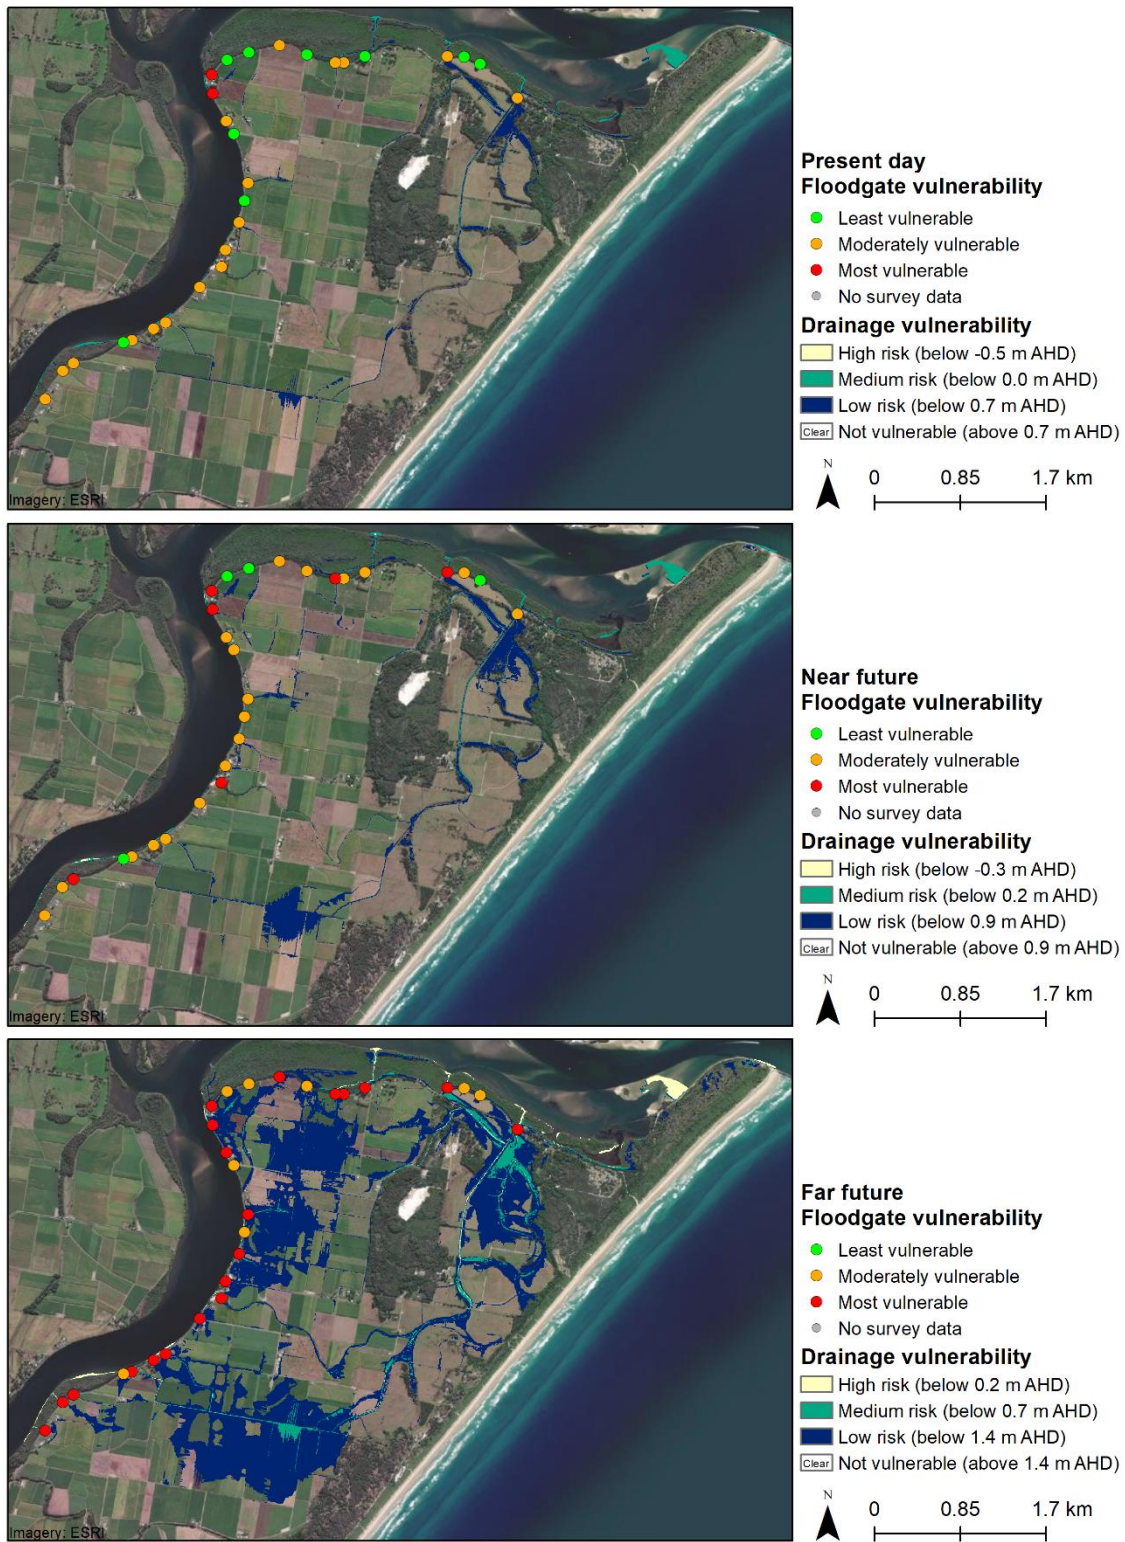 Present day
Floodgate vulnerability
Least vulnerable
Moderately vulnerable
Most vulnerable
No survey data
Drainage vulnerability
High risk (below -0.5 m AHD)
Medium risk (below 0.0 m AHD)
Low risk (below 0.7 m AHD)
Clear Not vulnerable (above 0.7 m AHD)
N
0 0.85 1.7 km
Imagery: ESRI
Near future
Floodgate vulnerability
Least vulnerable
Moderately vulnerable
Most vulnerable
No survey data
Drainage vulnerability
High risk (below -0.3 m AHD)
Medium risk (below 0.2 m AHD)
Low risk (below 0.9 m AHD)
Clear Not vulnerable (above 0.9 m AHD)
N
0 0.85 1.7 km
Imagery: ESRI
Far future
Floodgate vulnerability
Least vulnerable
Moderately vulnerable
Most vulnerable
No survey data
Drainage vulnerability
High risk (below 0.2 m AHD)
Medium risk (below 0.7 m AHD)
Low risk (below 1.4 m AHD)
Clear Not vulnerable (above 1.4 m AHD)
N
0 0.85 1.7 km
Imagery: ESRI